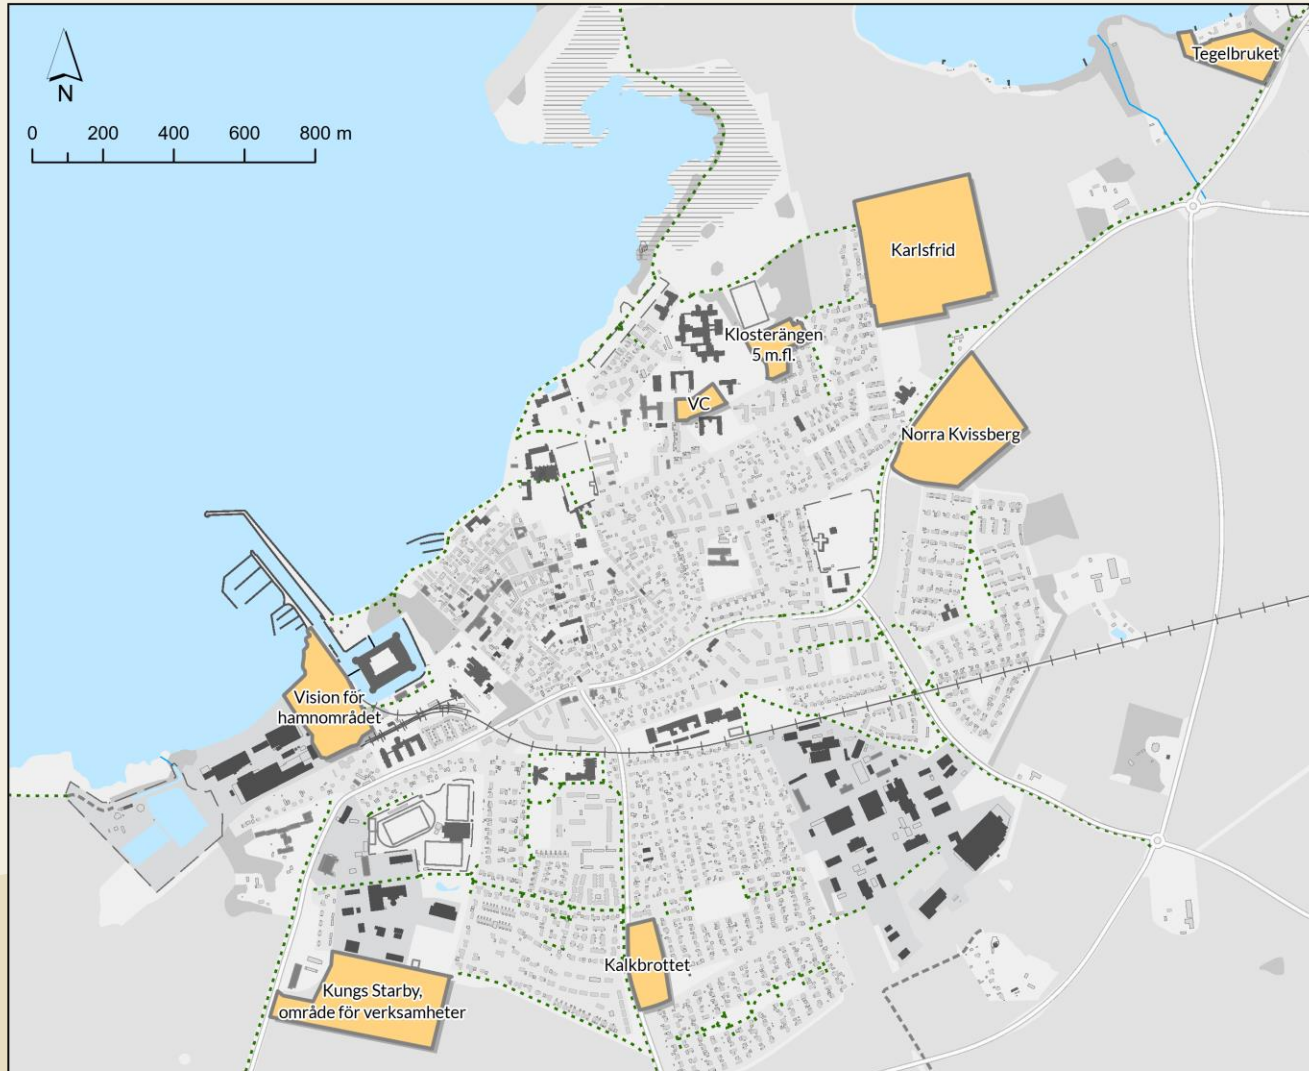 Tegelbruket
N
0 200 400 600 800 m
Karlsfrid
Klosterängen
5 m.fl.
VC
Norra Kvissberg
Vision för
hamnområdet
Kalkbrottet
Kungs Starby,
område för verksamheter